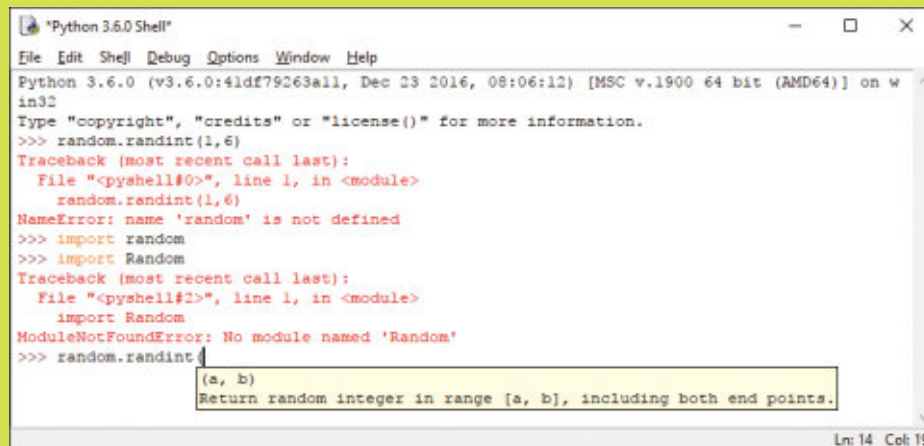 *Python 3.6.0 Shell*
File Edit Shell Debug Options Window Help
Python 3.6.0 (v3.6.0:41df79263a11, Dec 23 2016, 08:06:12) [MSC v.1900 64 bit (AMD64)] on w
in32
Type "copyright", "credits" or "license()" for more information.
>>> random.randint(1,6)
Traceback (most recent call last):
  File "<pyshell#0>", line 1, in <module>
    random.randint(1,6)
NameError: name 'random' is not defined
>>> import random
>>> import Random
Traceback (most recent call last):
  File "<pyshell#2>", line 1, in <module>
    import Random
ModuleNotFoundError: No module named 'Random'
>>> random.randint(
(a, b)
Return random integer in range [a, b], including both end points.
Ln: 14 Col: